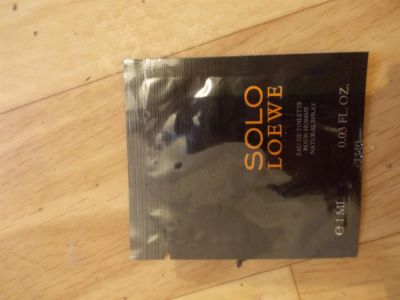 SOLO
LOEWE
EAU DE TOILETTE
POUR HOMME
NATURAL SPRAY
℮ 1 ML. 0.03 FL. OZ.